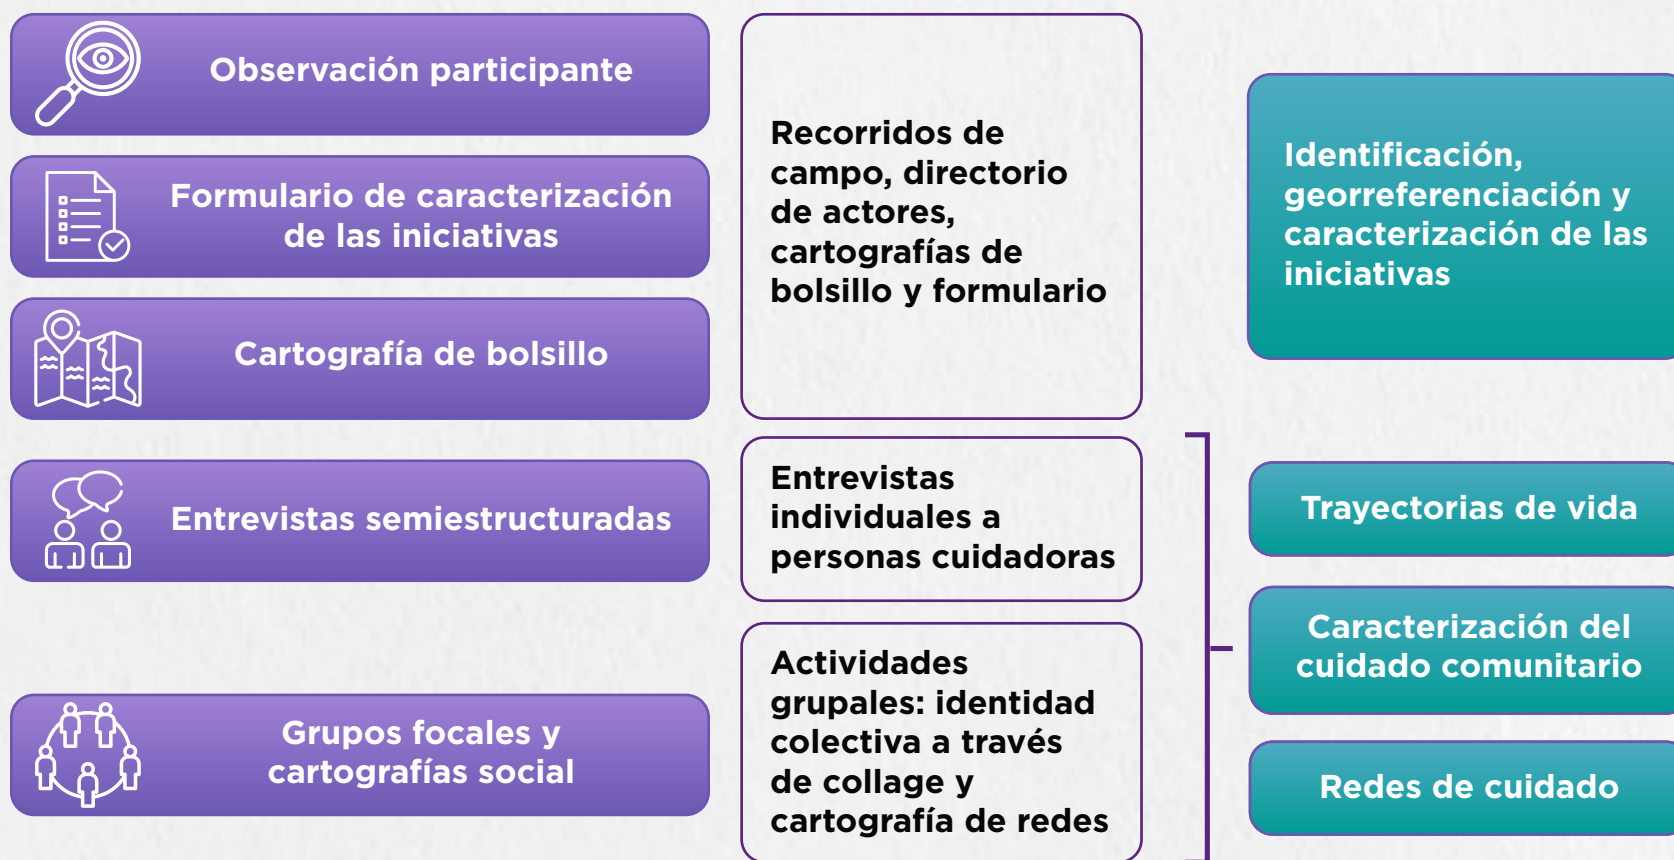 Observación participante
Formulario de caracterización
de las iniciativas
Cartografía de bolsillo
Recorridos de
campo, directorio
de actores,
cartografías de
bolsillo y formulario
Identificación,
georreferenciación y
caracterización de las
iniciativas
Entrevistas semiestructuradas
Entrevistas
individuales a
personas cuidadoras
Grupos focales y
cartografías social
Actividades
grupales: identidad
colectiva a través
de collage y
cartografía de redes
Trayectorias de vida
Caracterización del
cuidado comunitario
Redes de cuidado